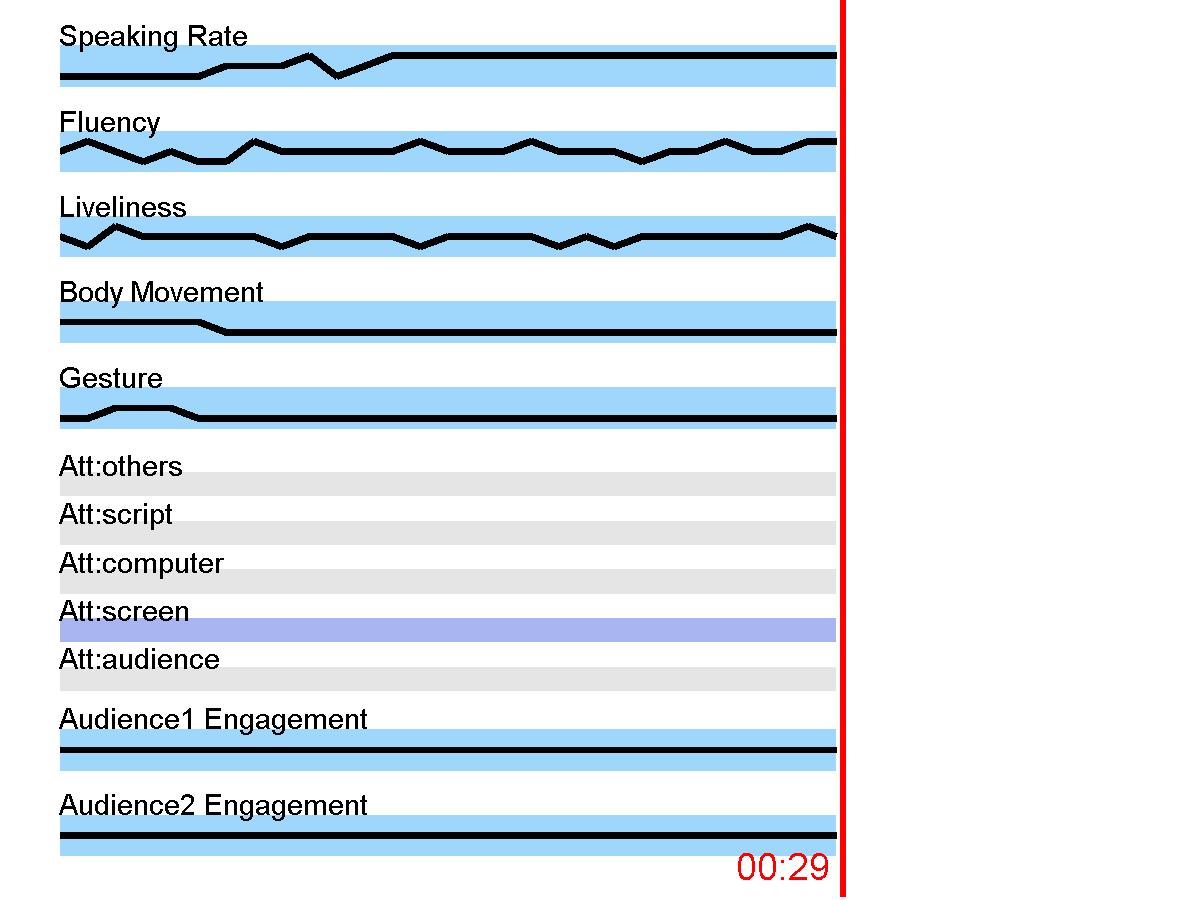 Speaking Rate
Fluency
Liveliness
Body Movement
Gesture
Att:others
Att:script
Att:computer
Att:screen
Att:audience
Audience1 Engagement
Audience2 Engagement
00:29